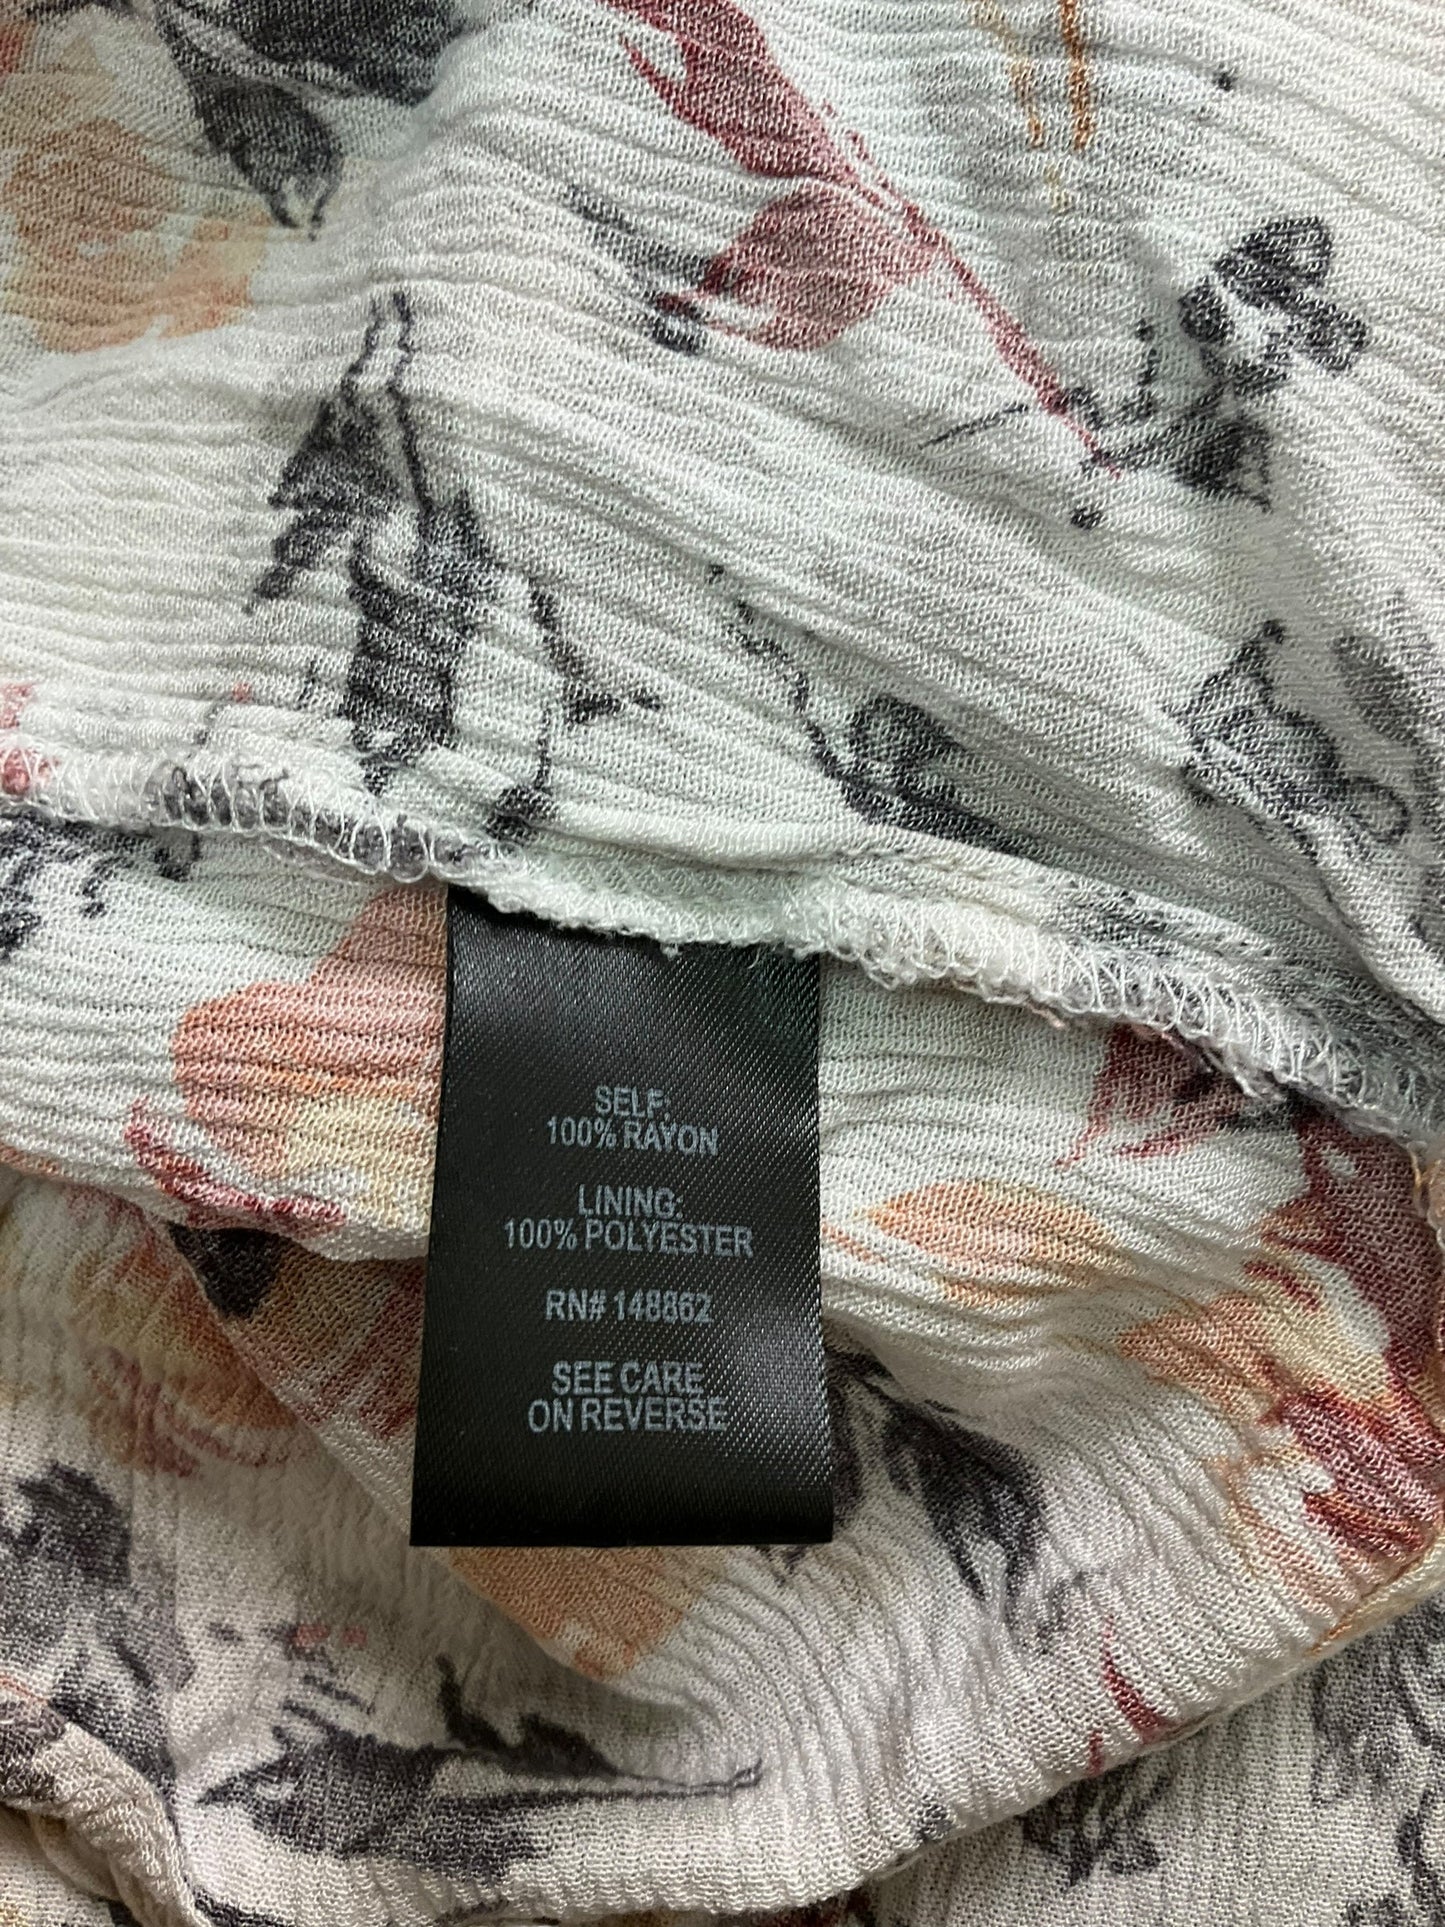 SELF:
100% RAYON
LINING:
100% POLYESTER
RN# 148862
SEE CARE
ON REVERSE